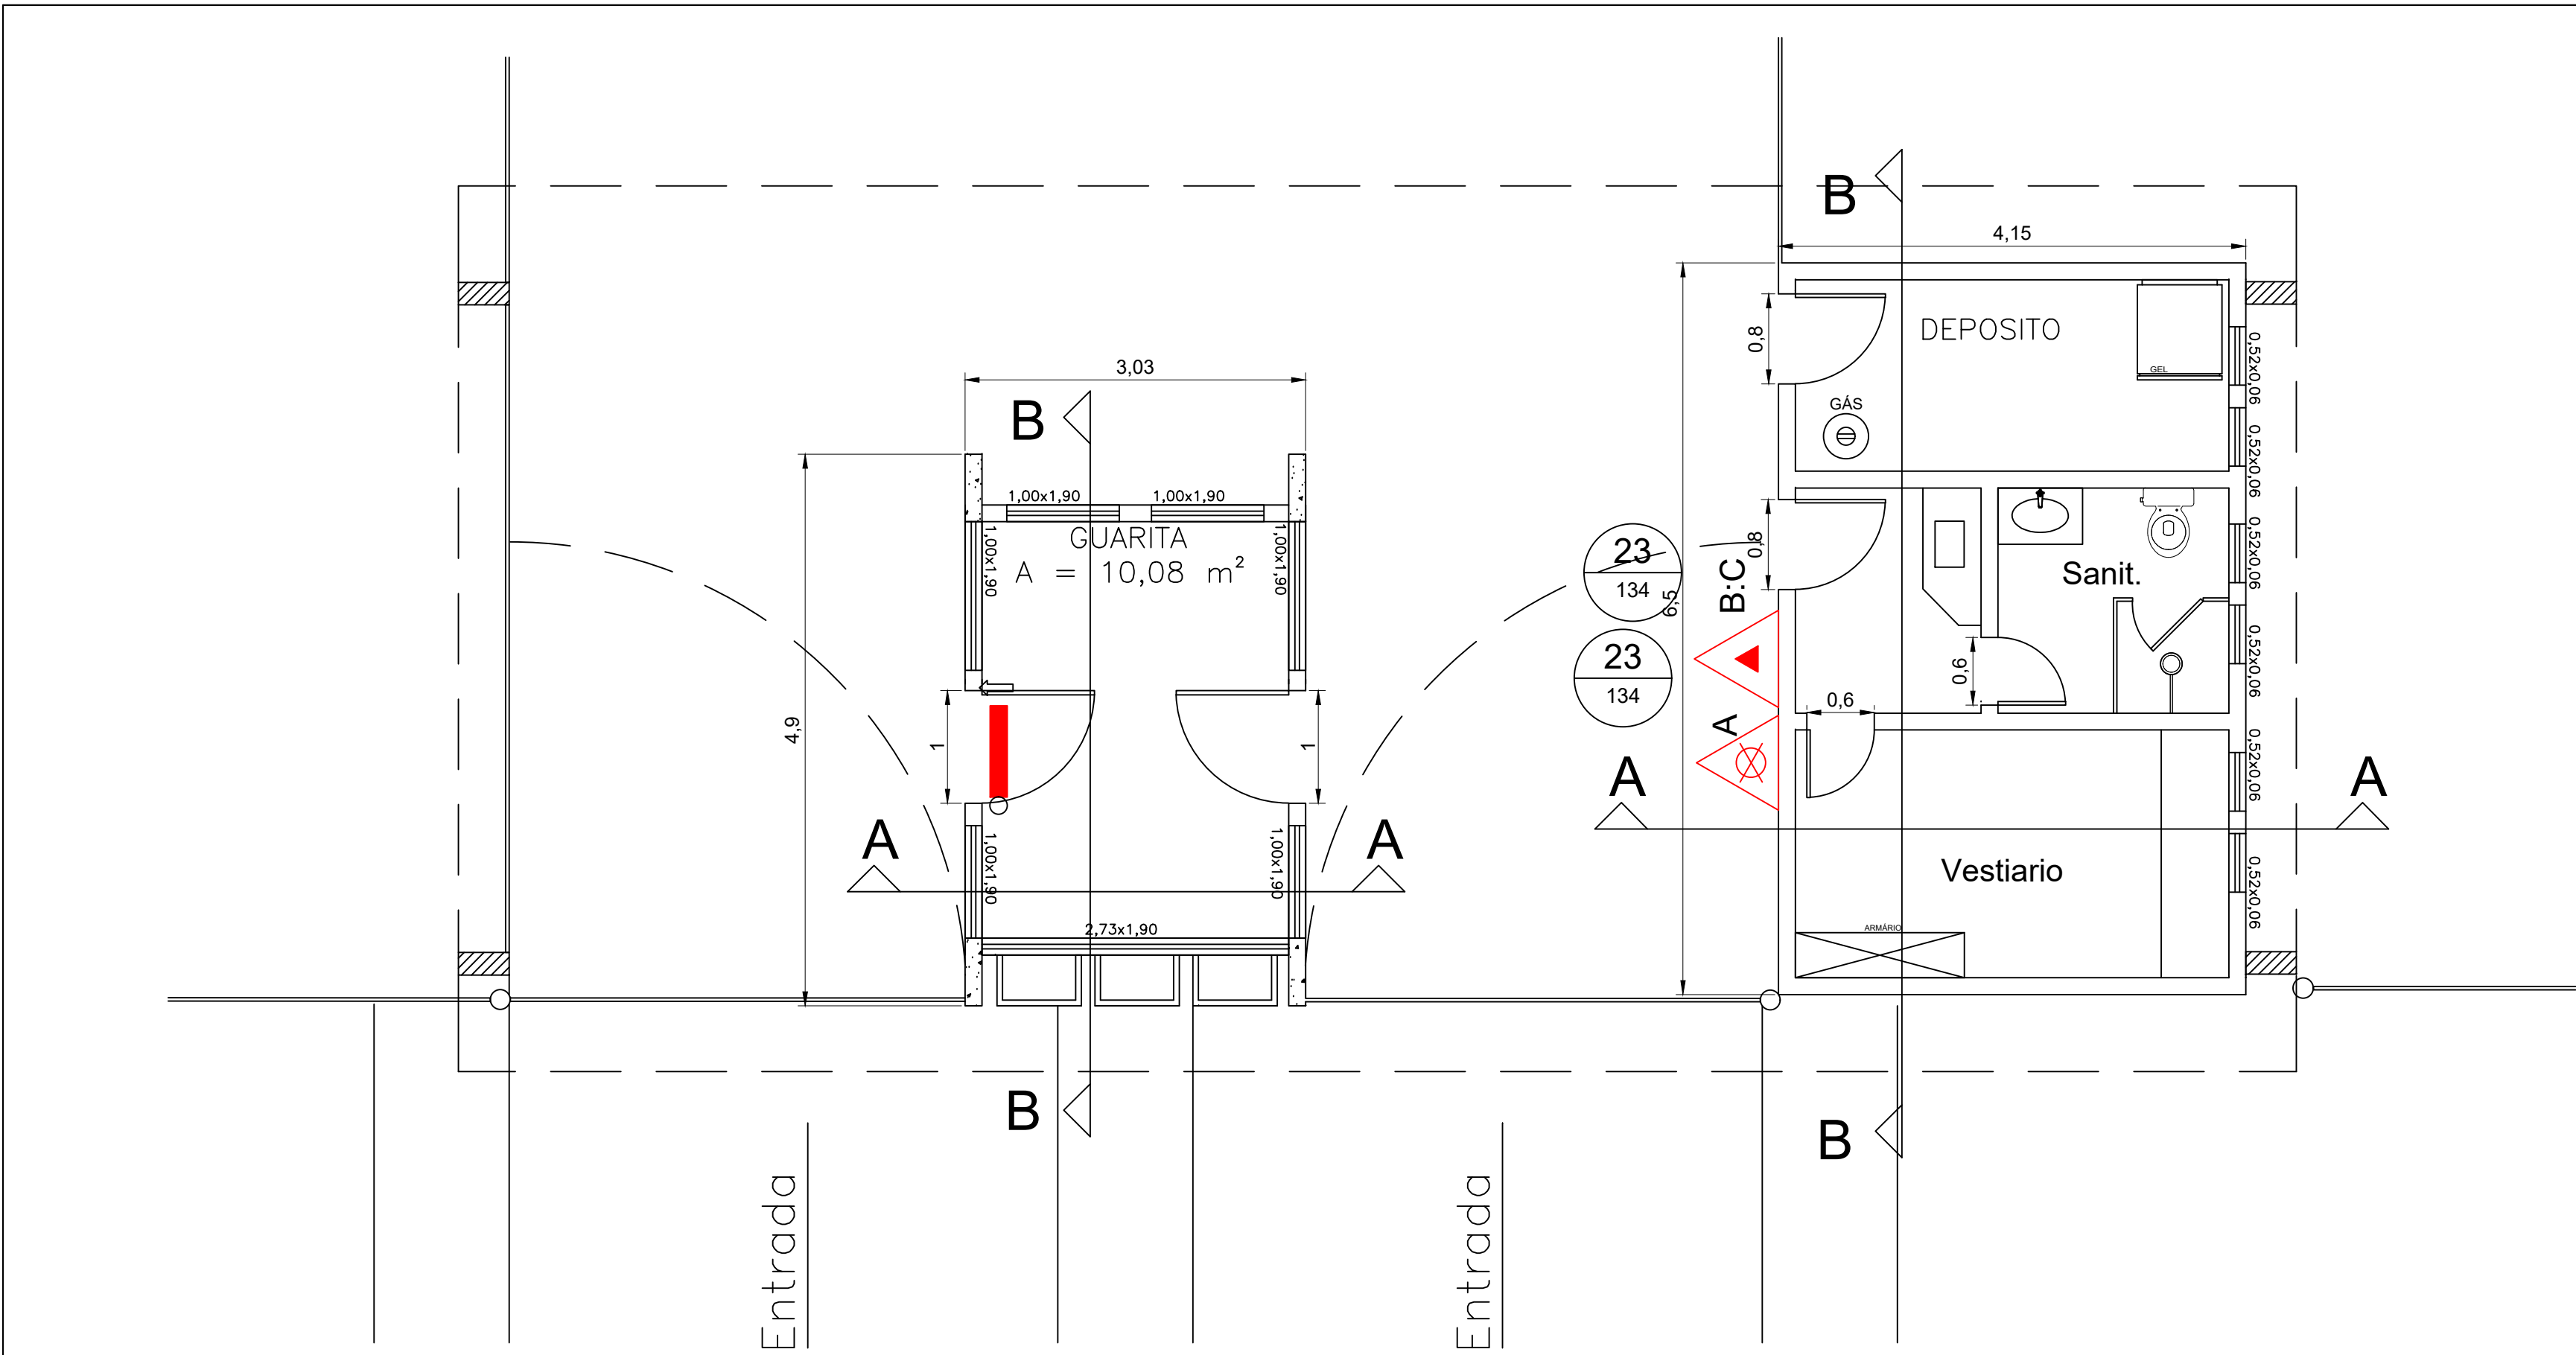 B
4,15
DEPOSITO
GEL
0,8
GÁS
0,52x0,06
0,52x0,06
3,03
B
1,00x1,90
1,00x1,90
GUARITA
A = 10,08 m²
1,00x1,90
1,00x1,90
4,9
1
1
A
A
1,00x1,90
1,00x1,90
2,73x1,90
B
23
134
23
134
6,5
B:C
A
0,8
Sanit.
0,52x0,06
0,52x0,06
0,6
0,6
A
A
0,52x0,06
0,52x0,06
Vestiario
ARMÁRIO
B
Entrada
Entrada